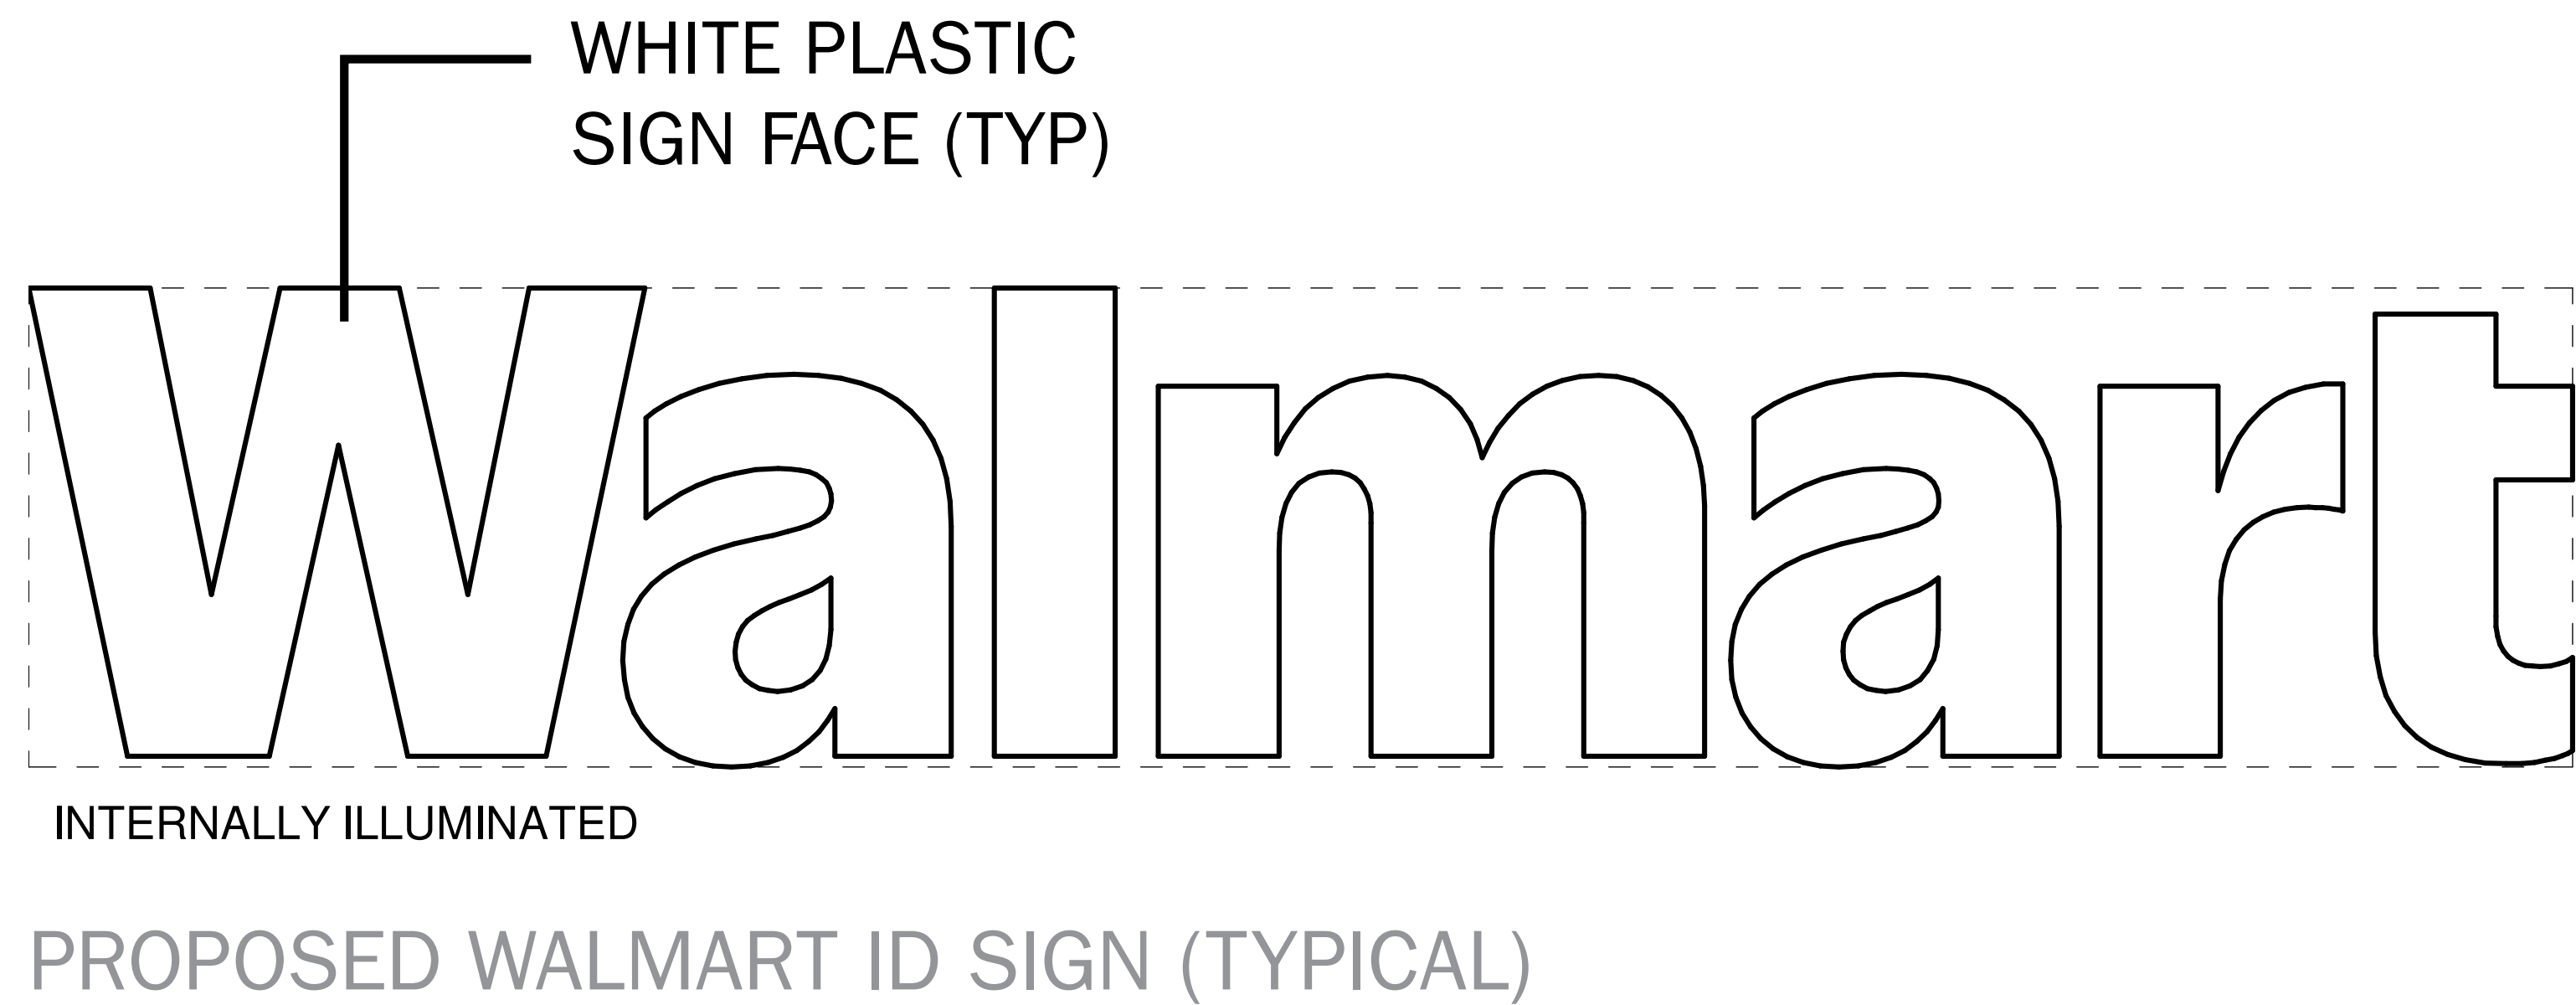 WHITE PLASTIC
SIGN FACE (TYP)
Walmart
INTERNALLY ILLUMINATED
PROPOSED WALMART ID SIGN (TYPICAL)